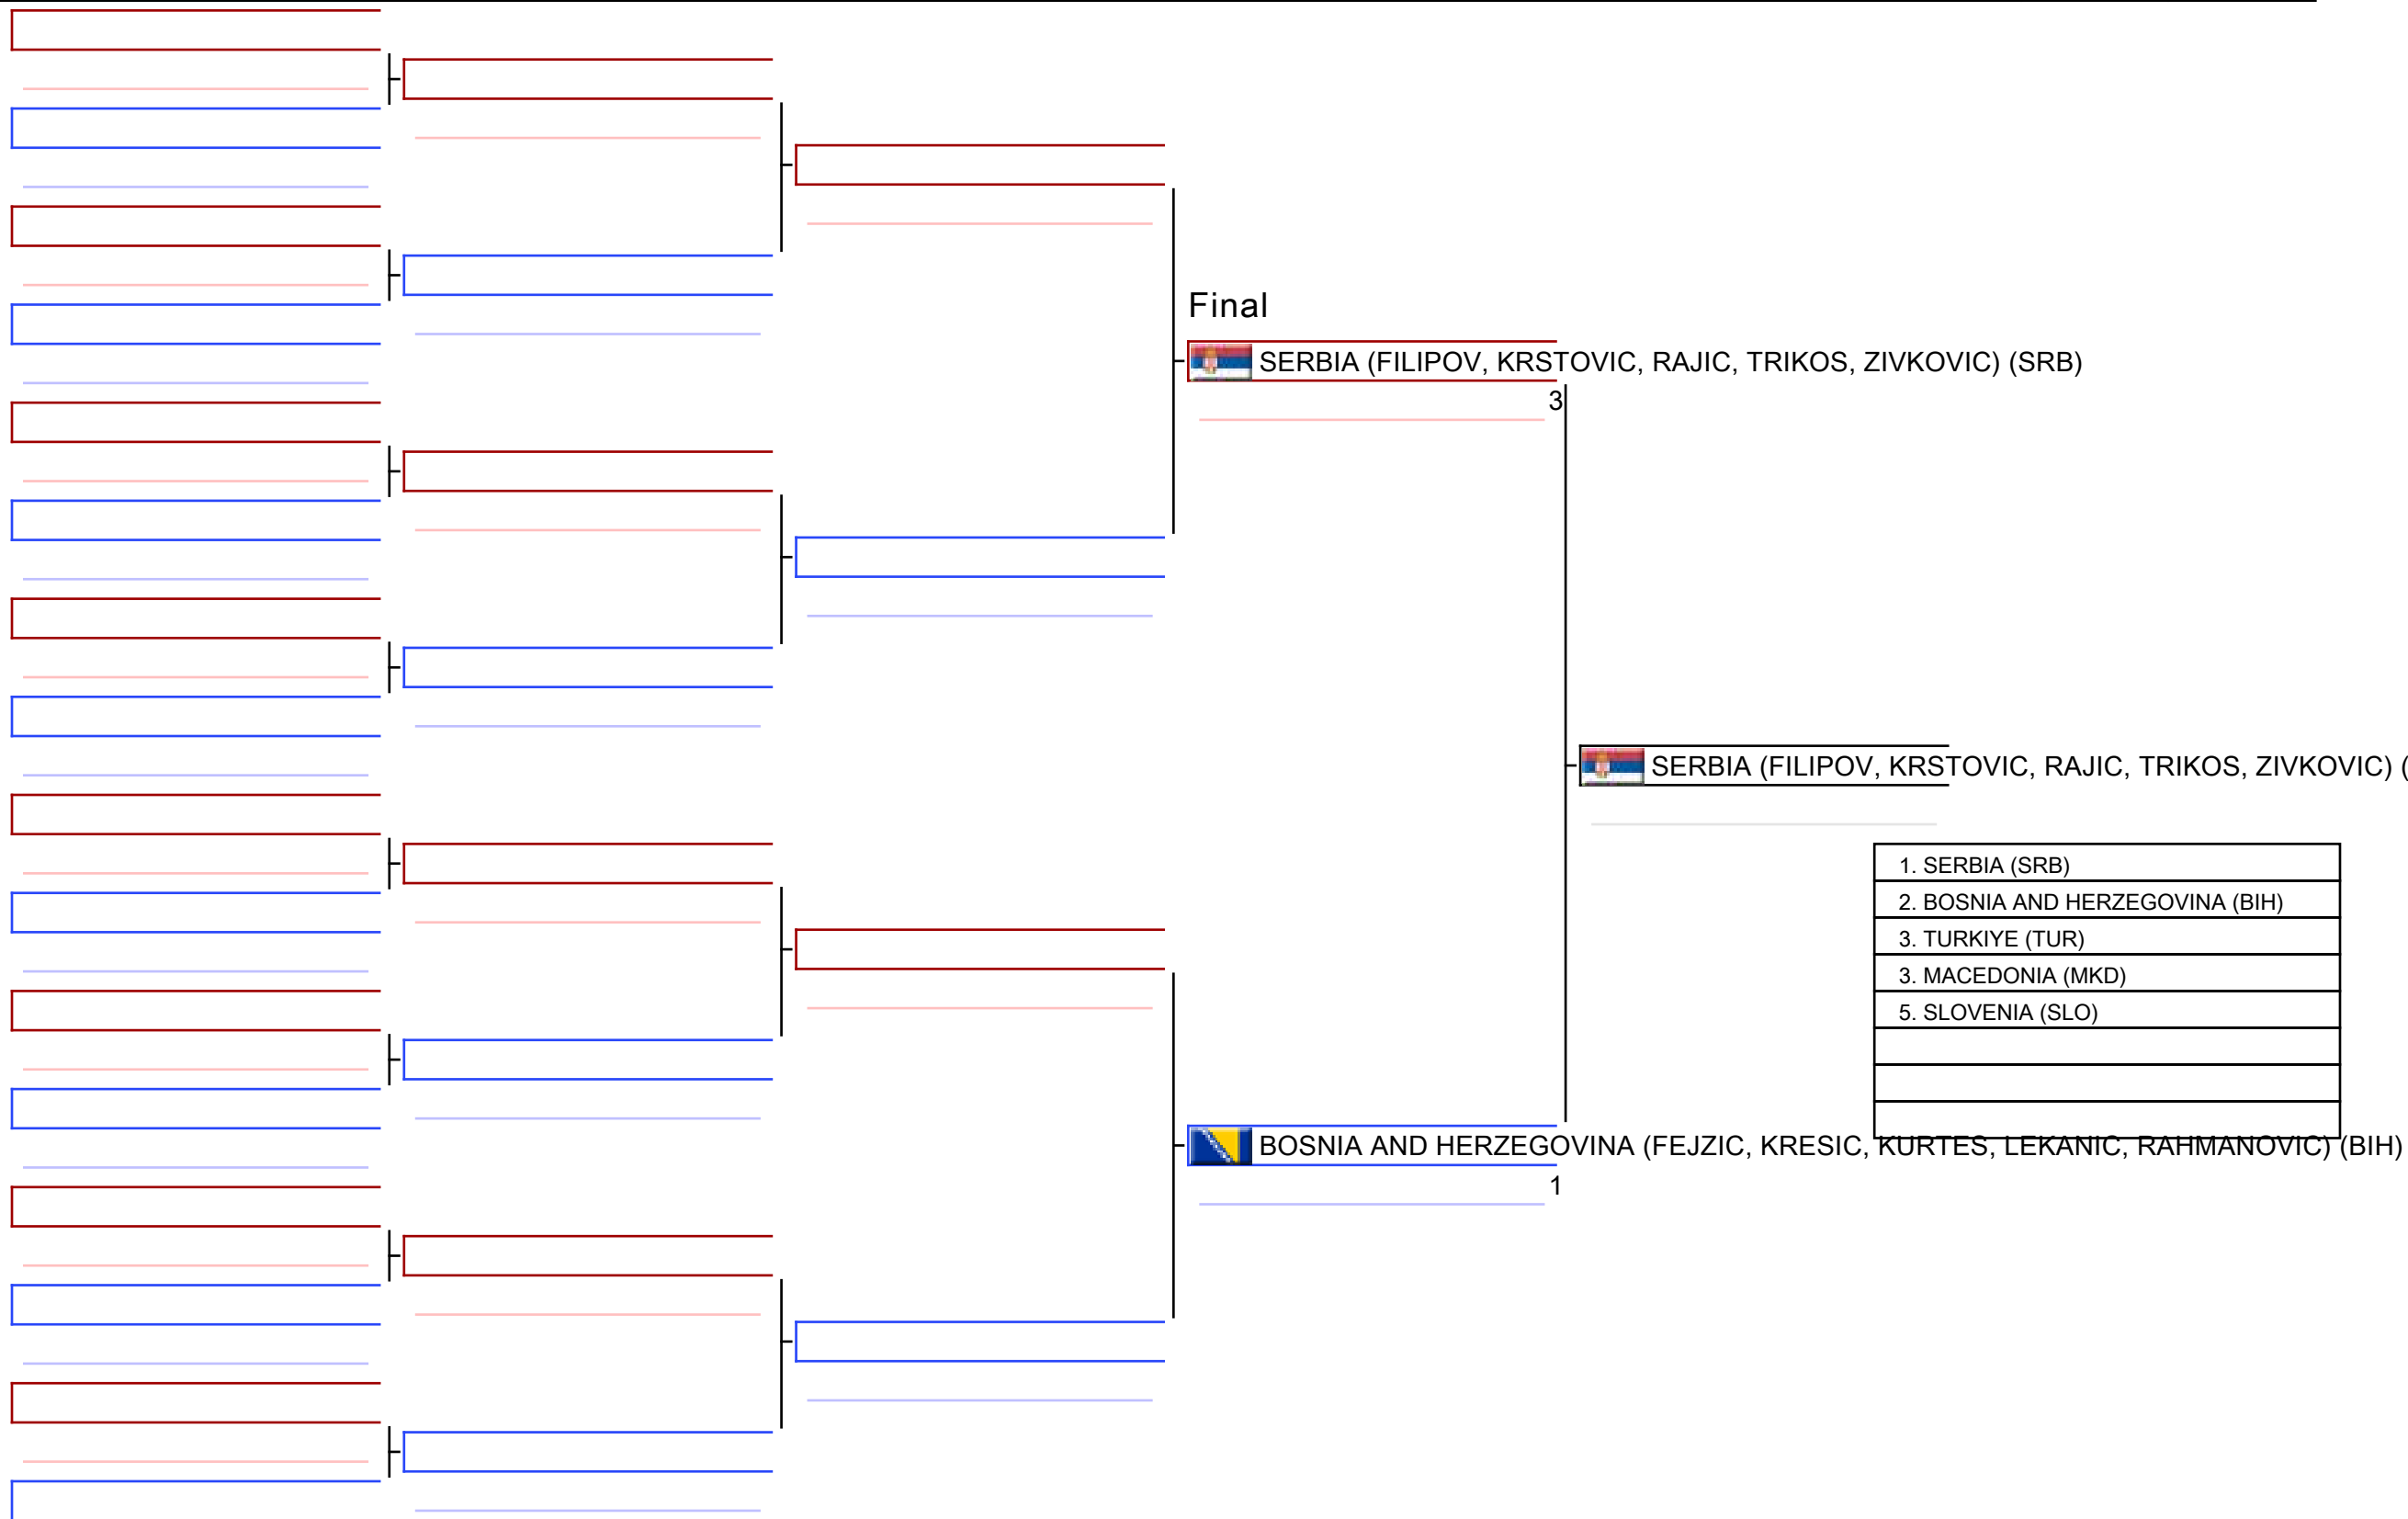 Final
SERBIA (FILIPOV, KRSTOVIC, RAJIC, TRIKOS, ZIVKOVIC) (SRB)
3
SERBIA (FILIPOV, KRSTOVIC, RAJIC, TRIKOS, ZIVKOVIC) (
1. SERBIA (SRB)
2. BOSNIA AND HERZEGOVINA (BIH)
3. TURKIYE (TUR)
3. MACEDONIA (MKD)
5. SLOVENIA (SLO)
BOSNIA AND HERZEGOVINA (FEJZIC, KRESIC, KURTES, LEKANIC, RAHMANOVIC) (BIH)
1